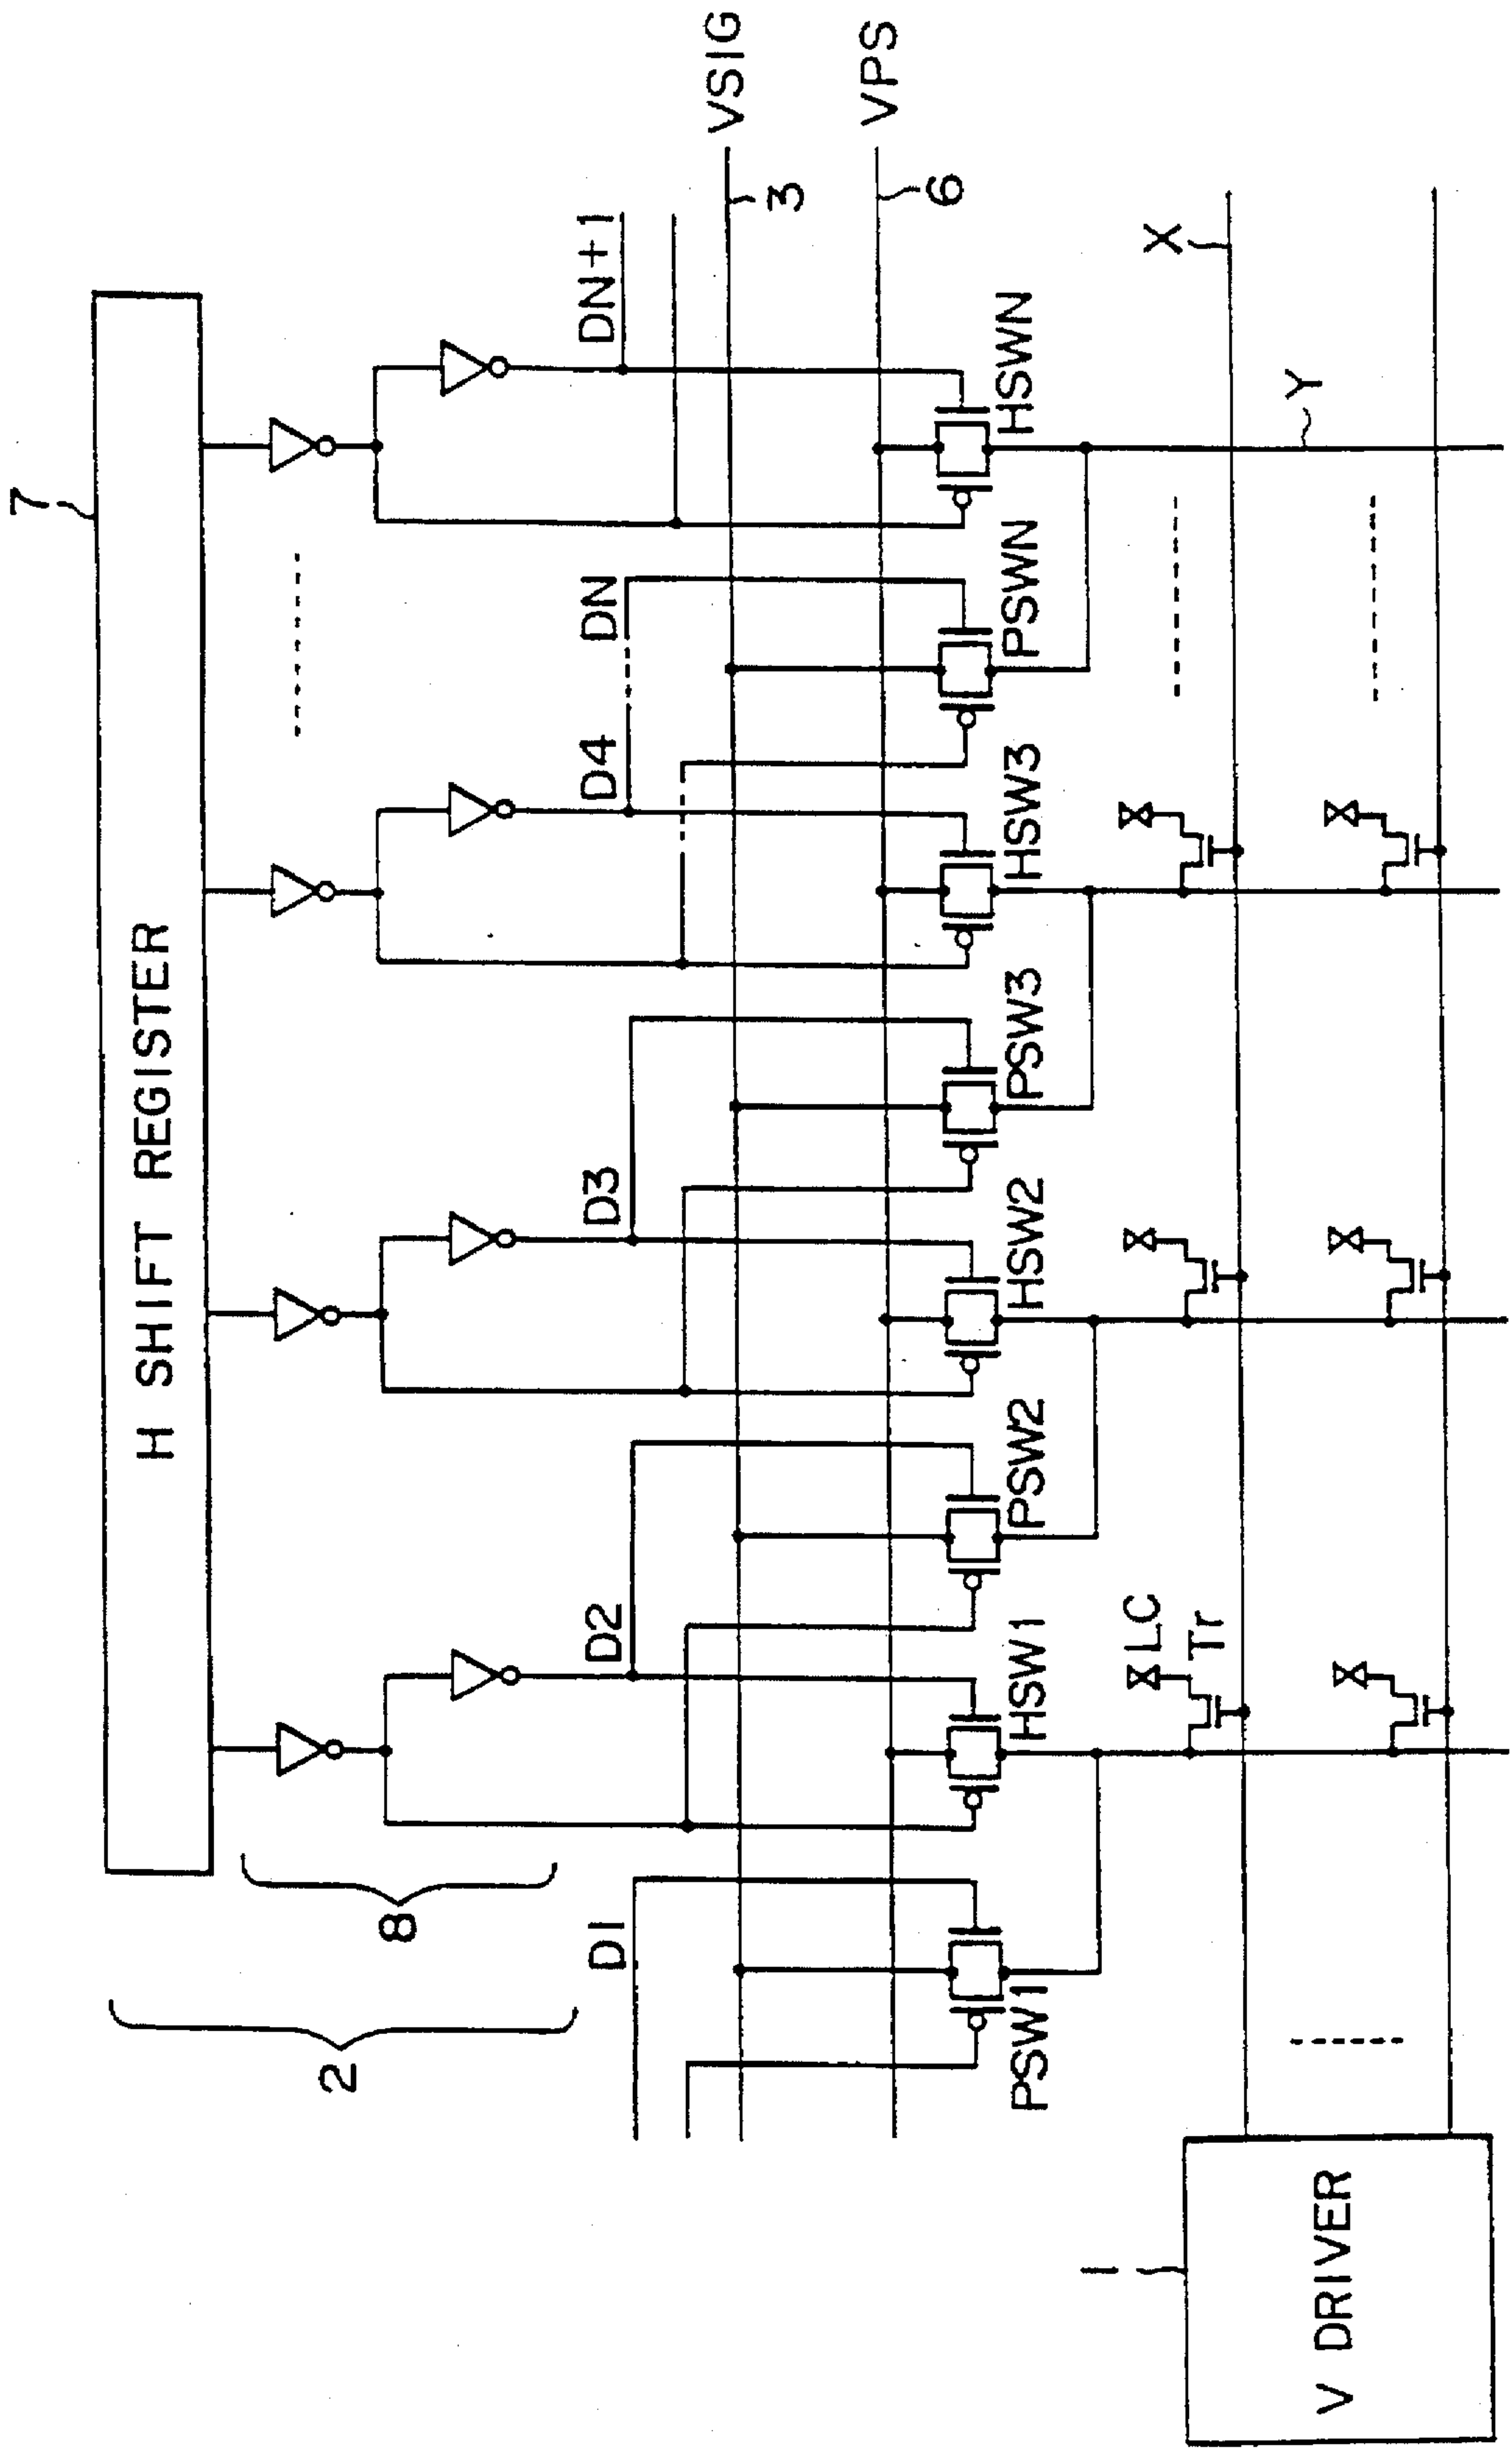 7
H SHIFT REGISTER
8
2
D1
D2
D3
D4
DN
DN+1
VSIG
3
VPS
6
PSW1
HSW1
PSW2
HSW2
PSW3
HSW3
PSWN
HSWN
LC
Tr
X
Y
1
V DRIVER